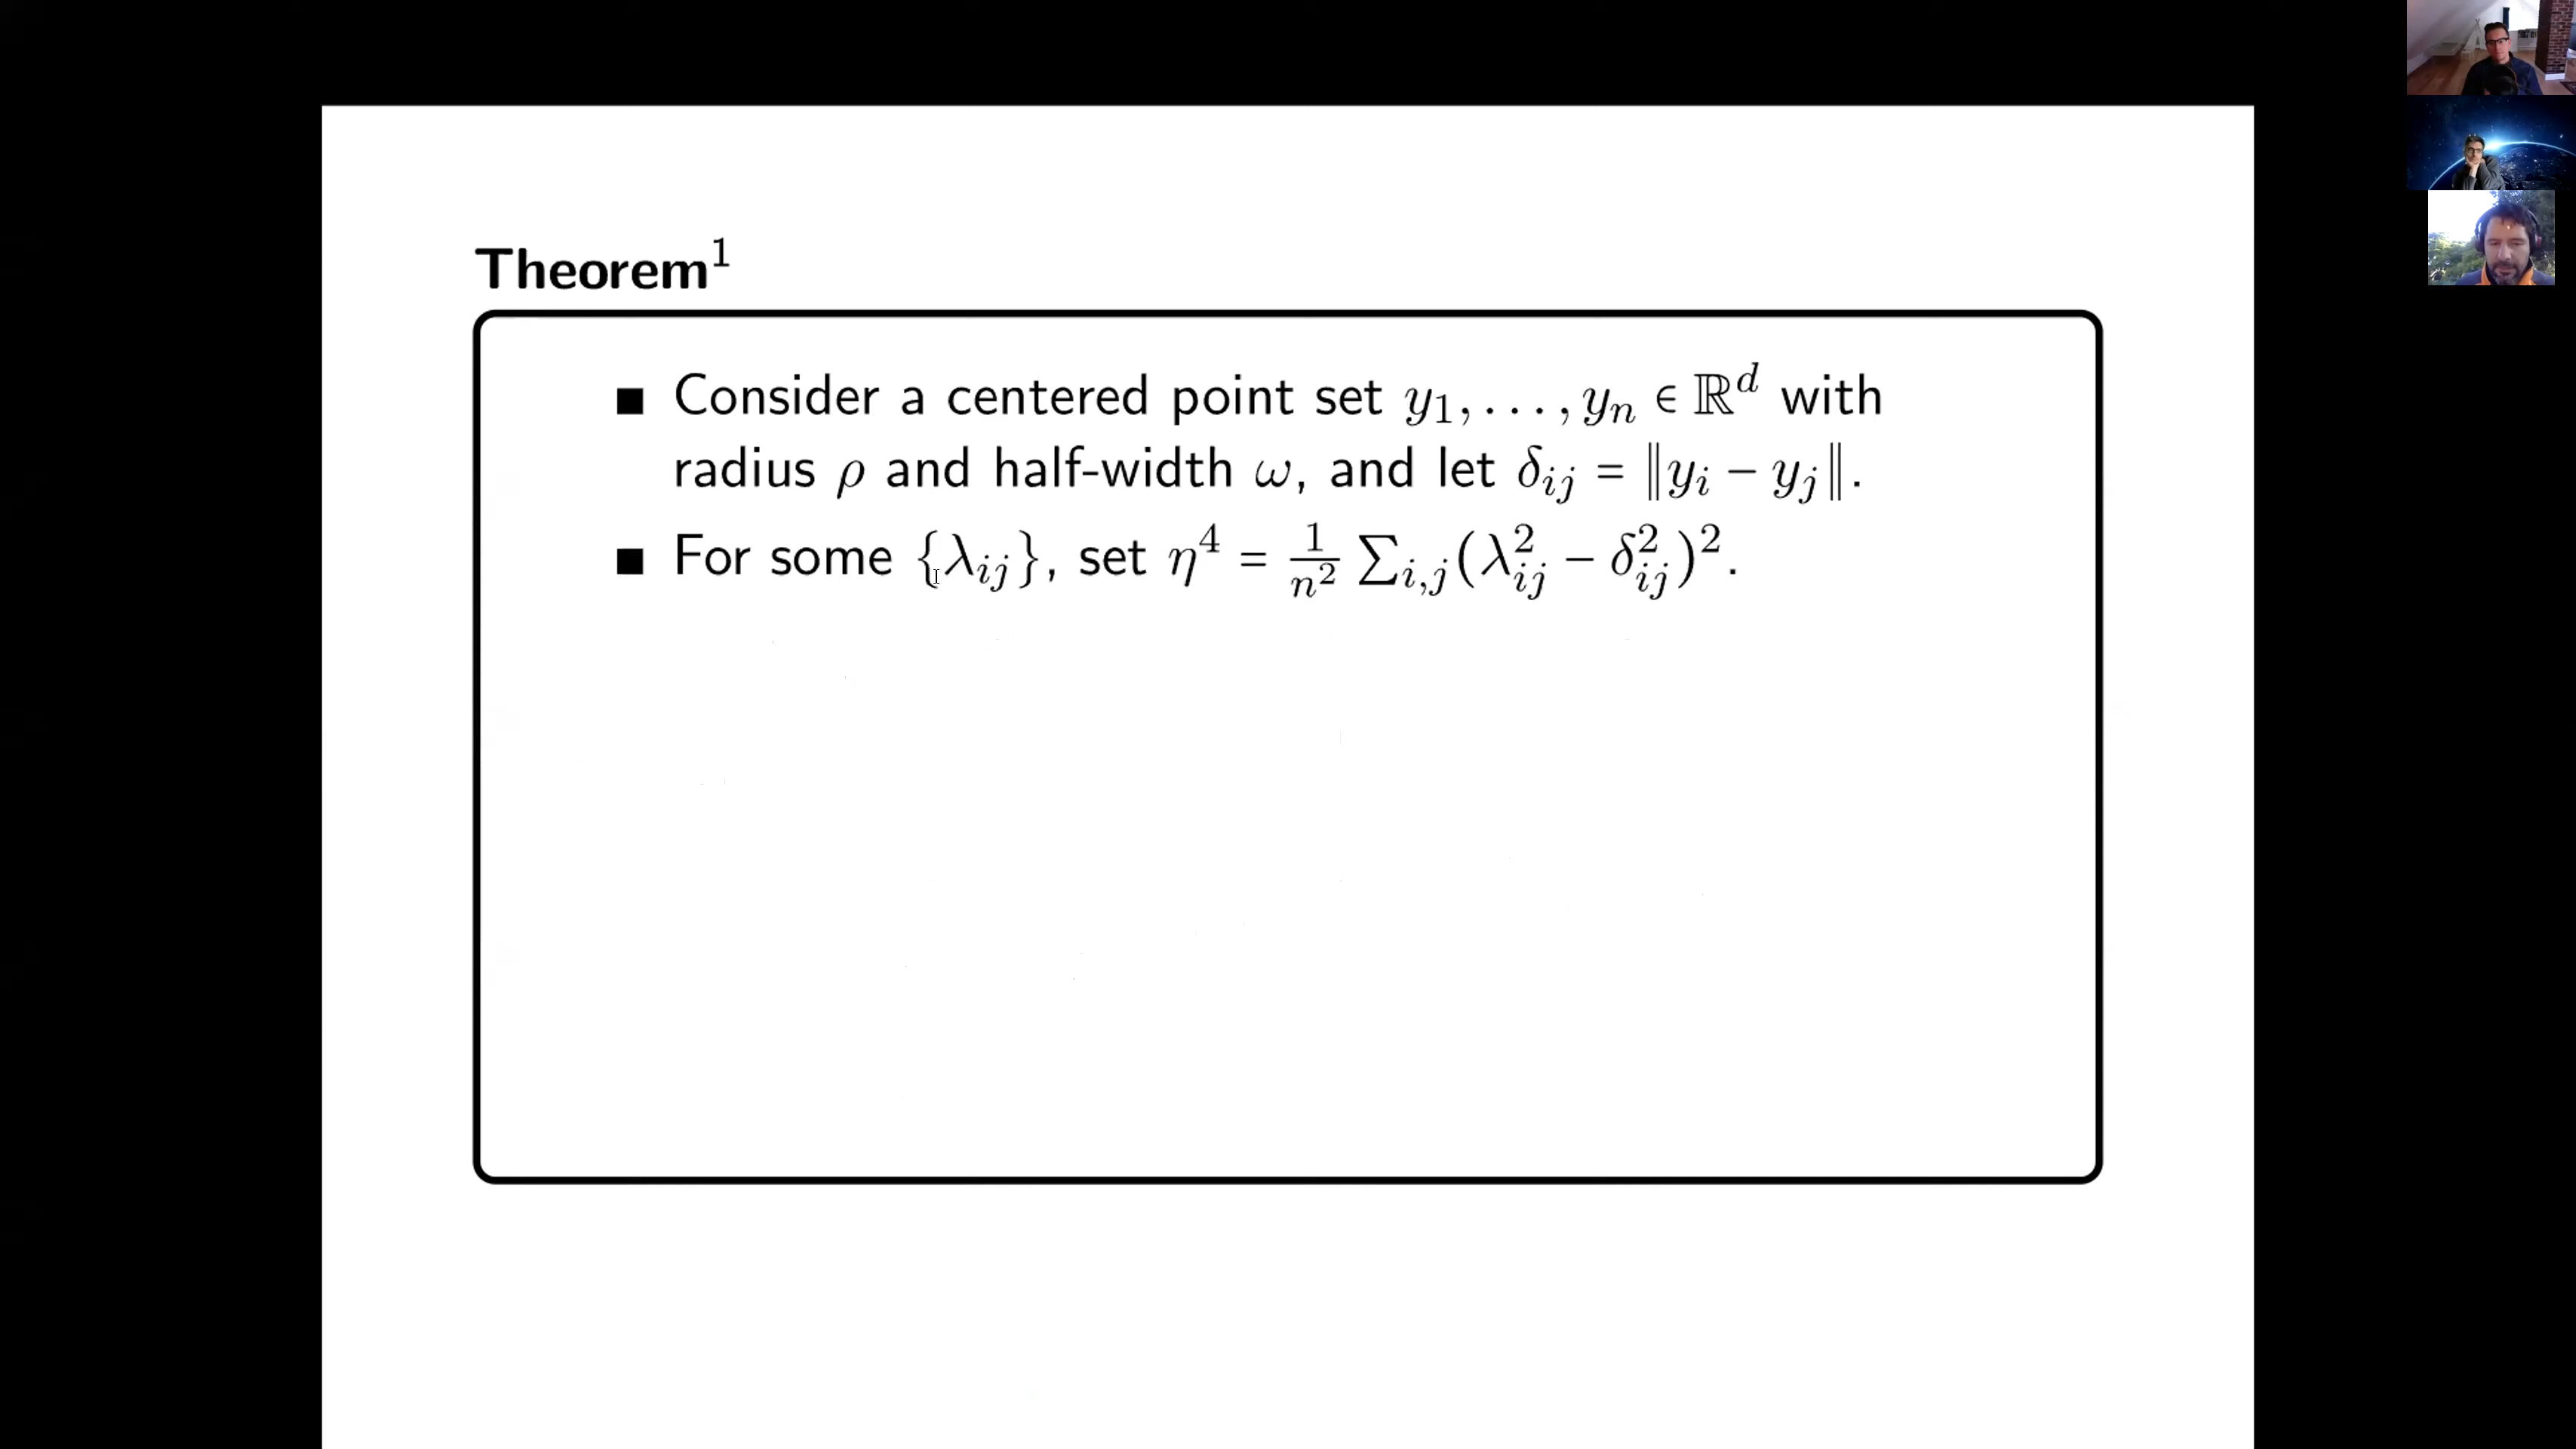 Theorem¹
■ Consider a centered point set y₁, . . . , yₙ ∈ ℝᵈ with
radius ρ and half-width ω, and let δᵢⱼ = ‖yᵢ − yⱼ‖.
■ For some {λᵢⱼ}, set η⁴ = 1/n² ∑ᵢ,ⱼ(λ²ᵢⱼ − δ²ᵢⱼ)².